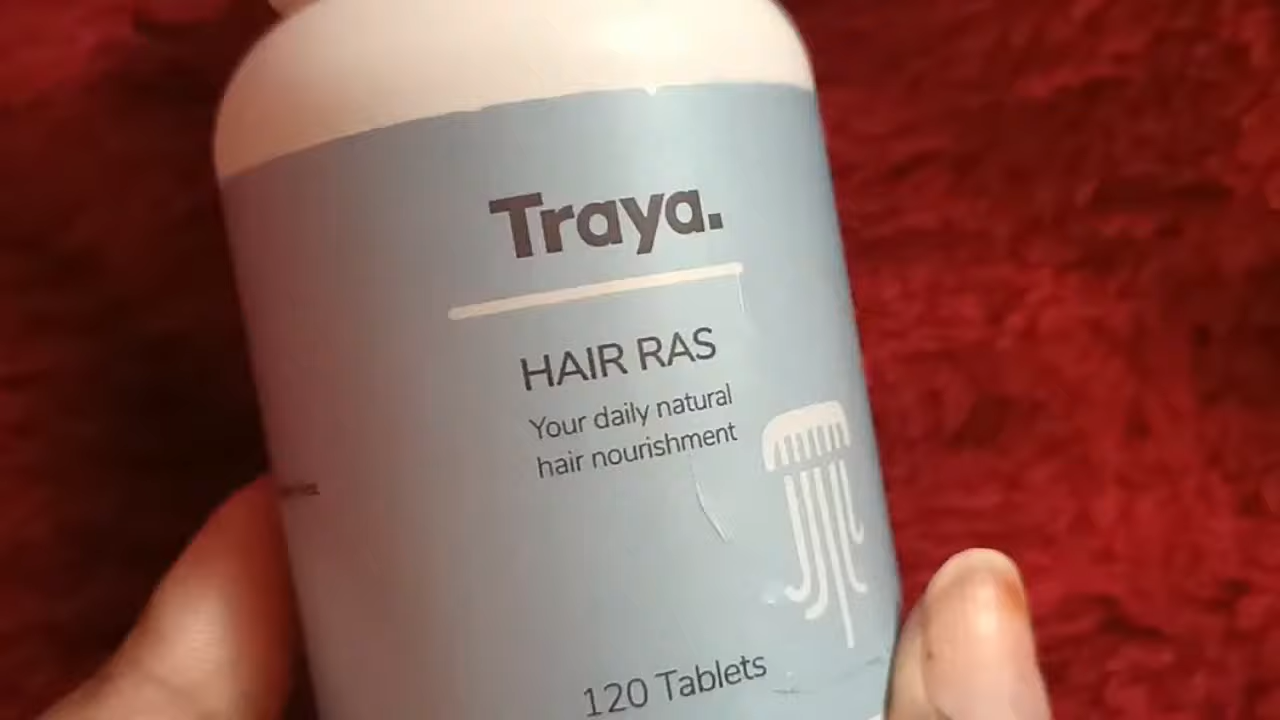 Traya.
HAIR RAS
Your daily natural
hair nourishment
120 Tablets